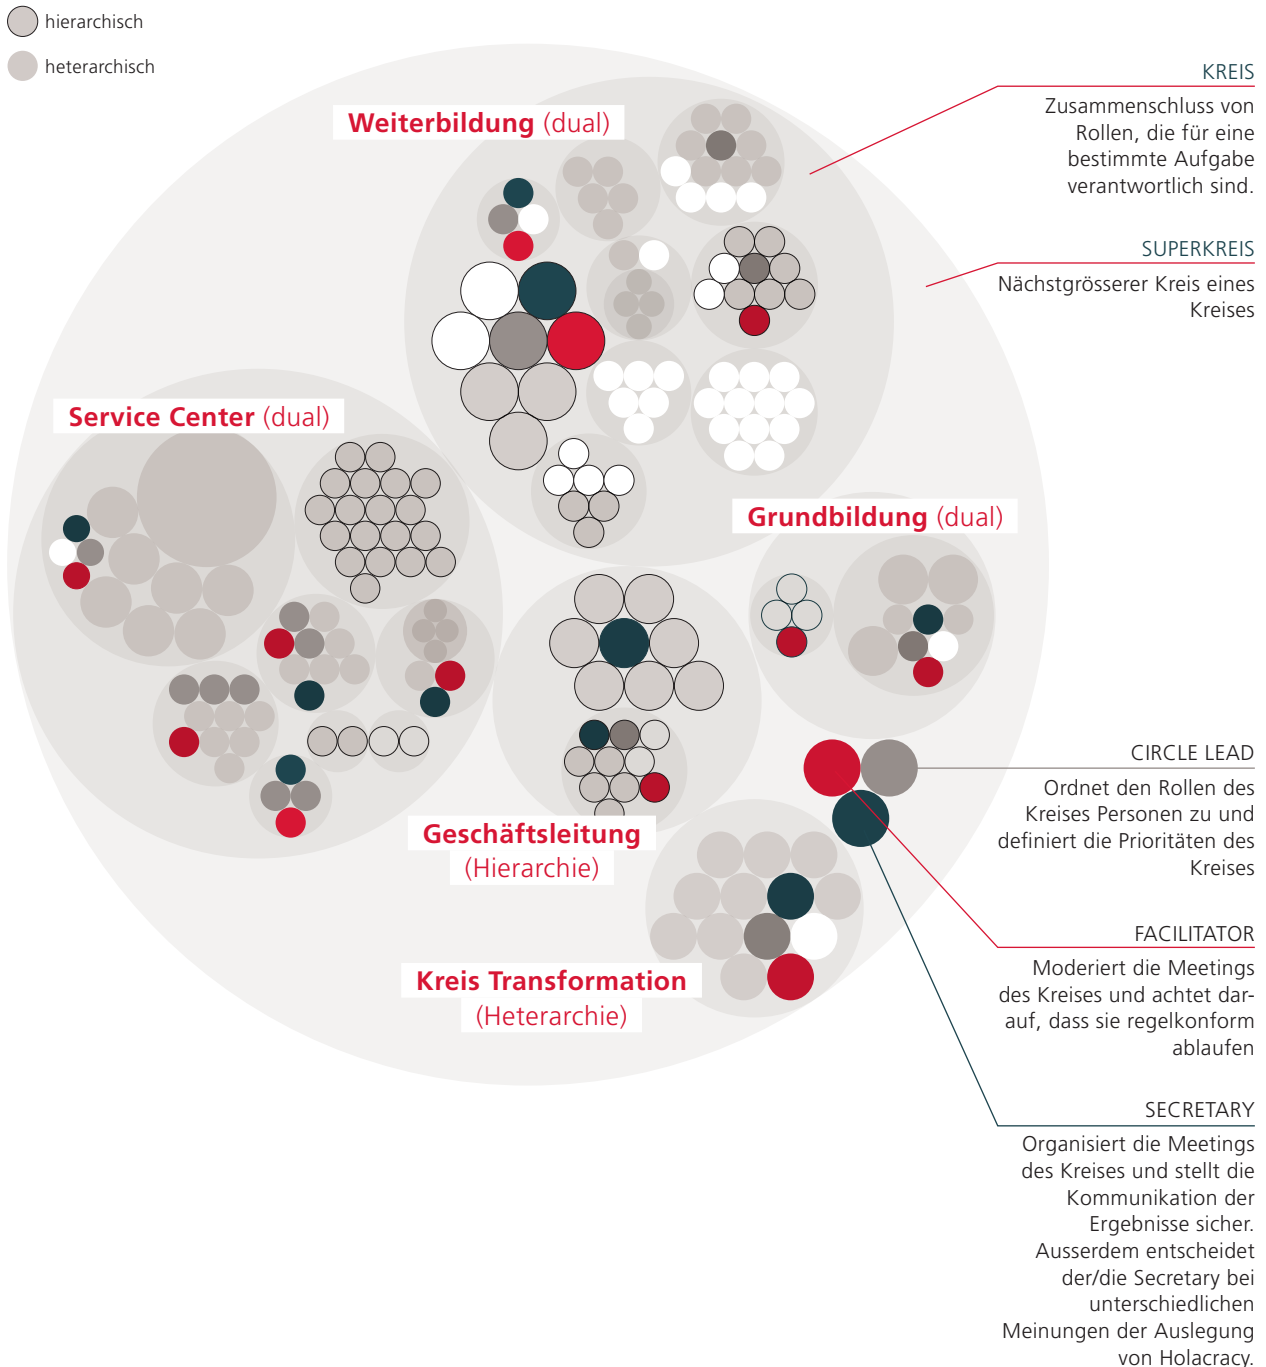 hierarchisch
heterarchisch
Weiterbildung (dual)
Service Center (dual)
Grundbildung (dual)
Geschäftsleitung
(Hierarchie)
Kreis Transformation
(Heterarchie)
KREIS
Zusammenschluss von
Rollen, die für eine
bestimmte Aufgabe
verantwortlich sind.
SUPERKREIS
Nächstgrösserer Kreis eines
Kreises
CIRCLE LEAD
Ordnet den Rollen des
Kreises Personen zu und
definiert die Prioritäten des
Kreises
FACILITATOR
Moderiert die Meetings
des Kreises und achtet dar-
auf, dass sie regelkonform
ablaufen
SECRETARY
Organisiert die Meetings
des Kreises und stellt die
Kommunikation der
Ergebnisse sicher.
Ausserdem entscheidet
der/die Secretary bei
unterschiedlichen
Meinungen der Auslegung
von Holacracy.